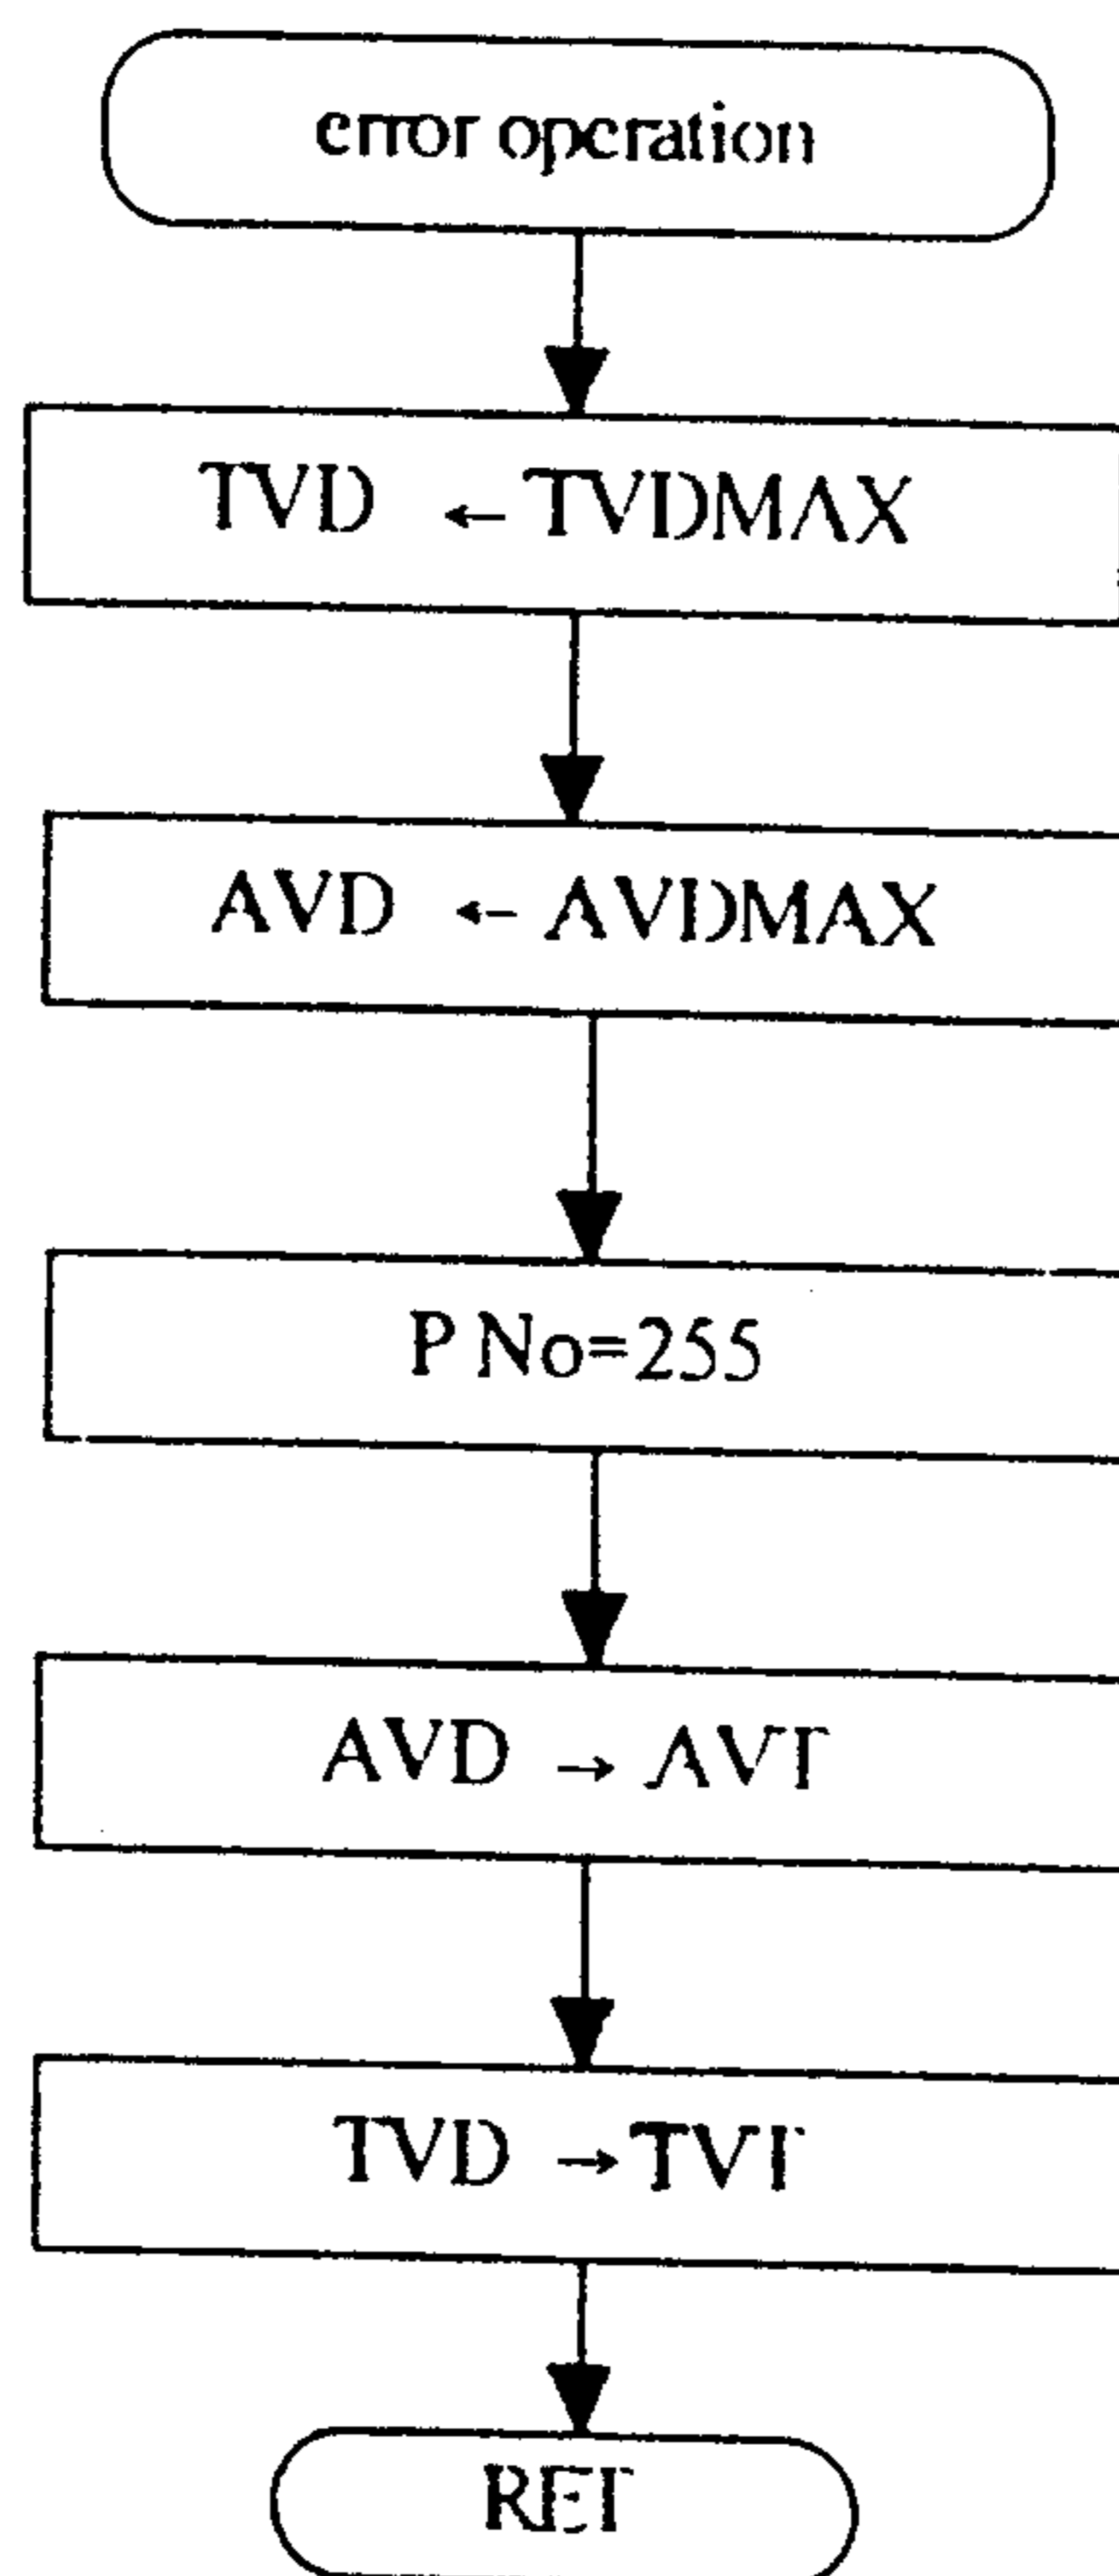 error operation
TVD ← TVDMAX
AVD ← AVDMAX
P No=255
AVD → AVT
TVD → TVT
RET